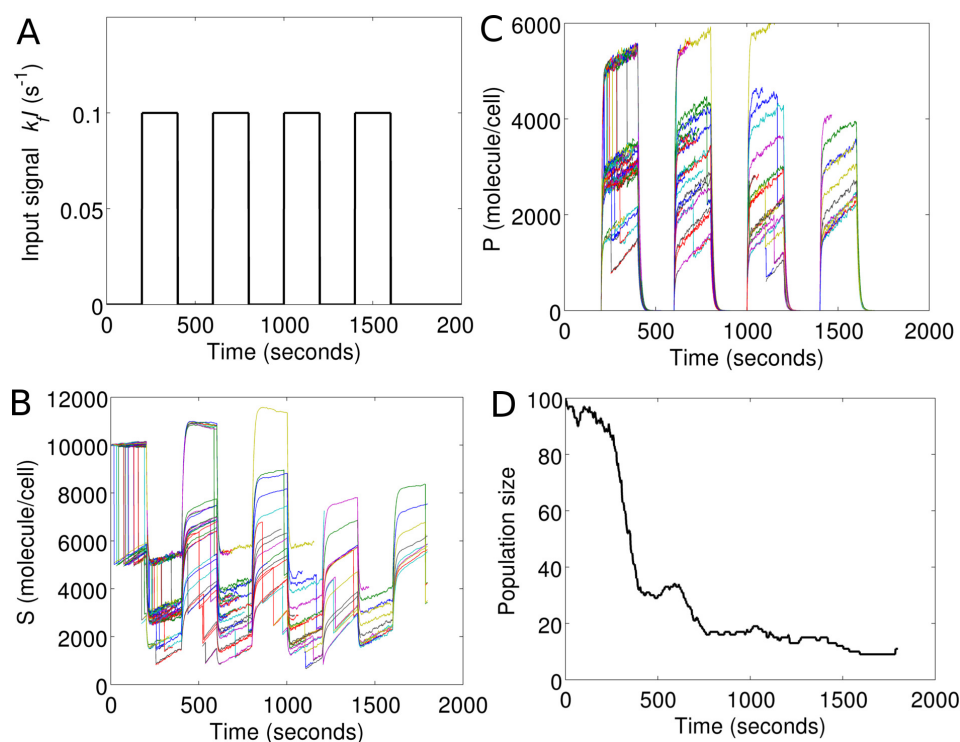 A
Input signal k_f I (s⁻¹)
0.1
0.05
0
0 500 1000 1500 200
Time (seconds)
C
P (molecule/cell)
6000
4000
2000
0
0 500 1000 1500 2000
Time (seconds)
B
S (molecule/cell)
12000
10000
8000
6000
4000
2000
0
0 500 1000 1500 2000
Time (seconds)
D
Population size
100
80
60
40
20
0
0 500 1000 1500 2000
Time (seconds)